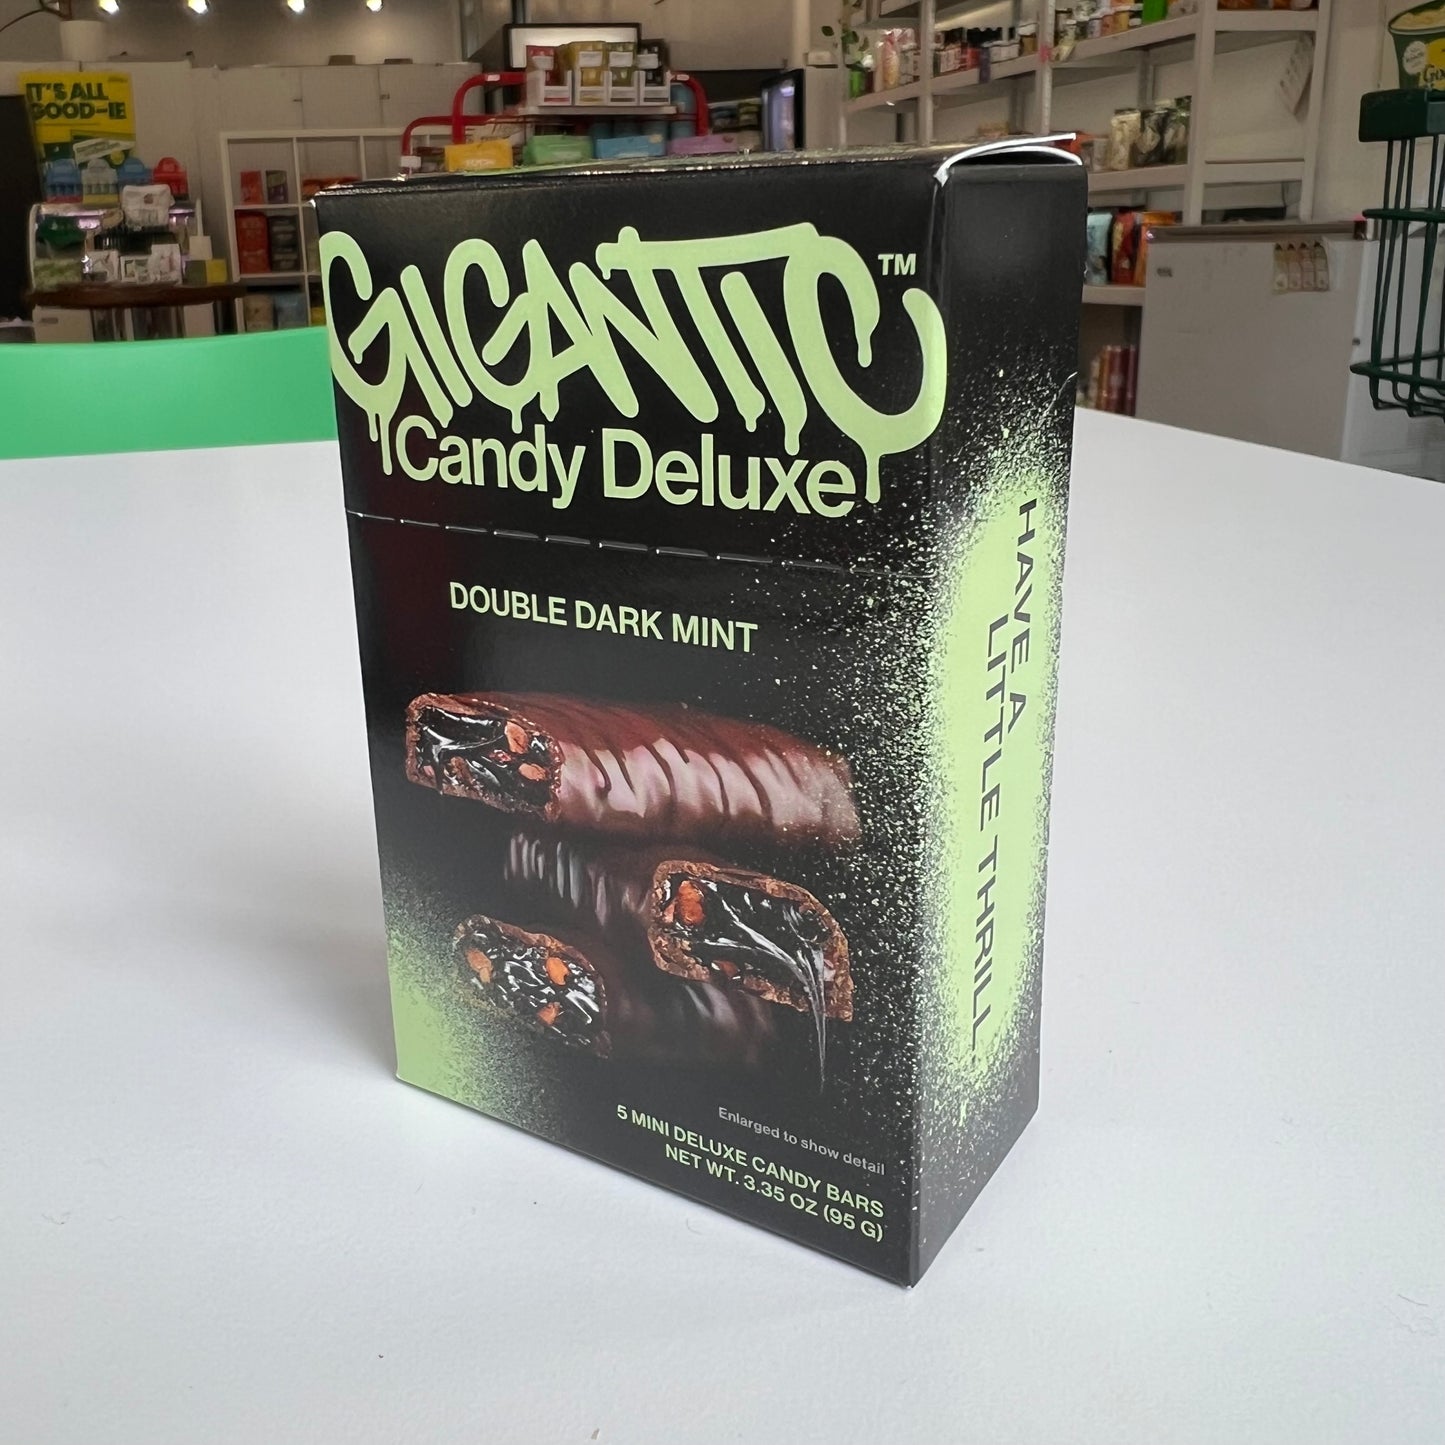 IT'S ALL
GOOD-IE
GIGANTIC™
Candy Deluxe
DOUBLE DARK MINT
Enlarged to show detail
5 MINI DELUXE CANDY BARS
NET WT. 3.35 OZ (95 G)
HAVE A
LITTLE THRILL.